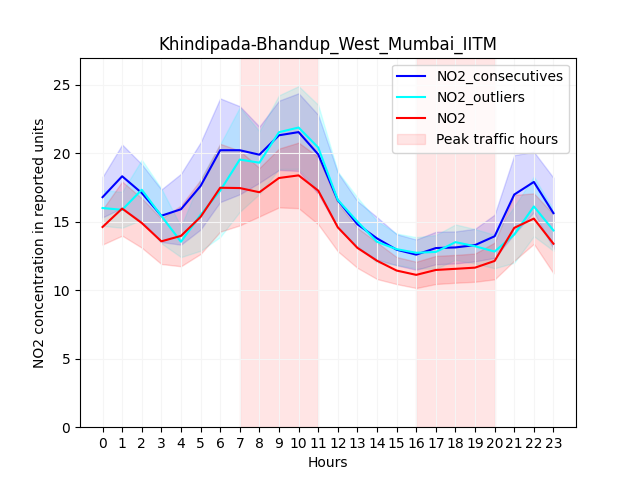 Khindipada-Bhandup_West_Mumbai_IITM
NO2 concentration in reported units
25
20
15
10
5
0
NO2_consecutives
NO2_outliers
NO2
Peak traffic hours
0 1 2 3 4 5 6 7 8 9 10 11 12 13 14 15 16 17 18 19 20 21 22 23
Hours